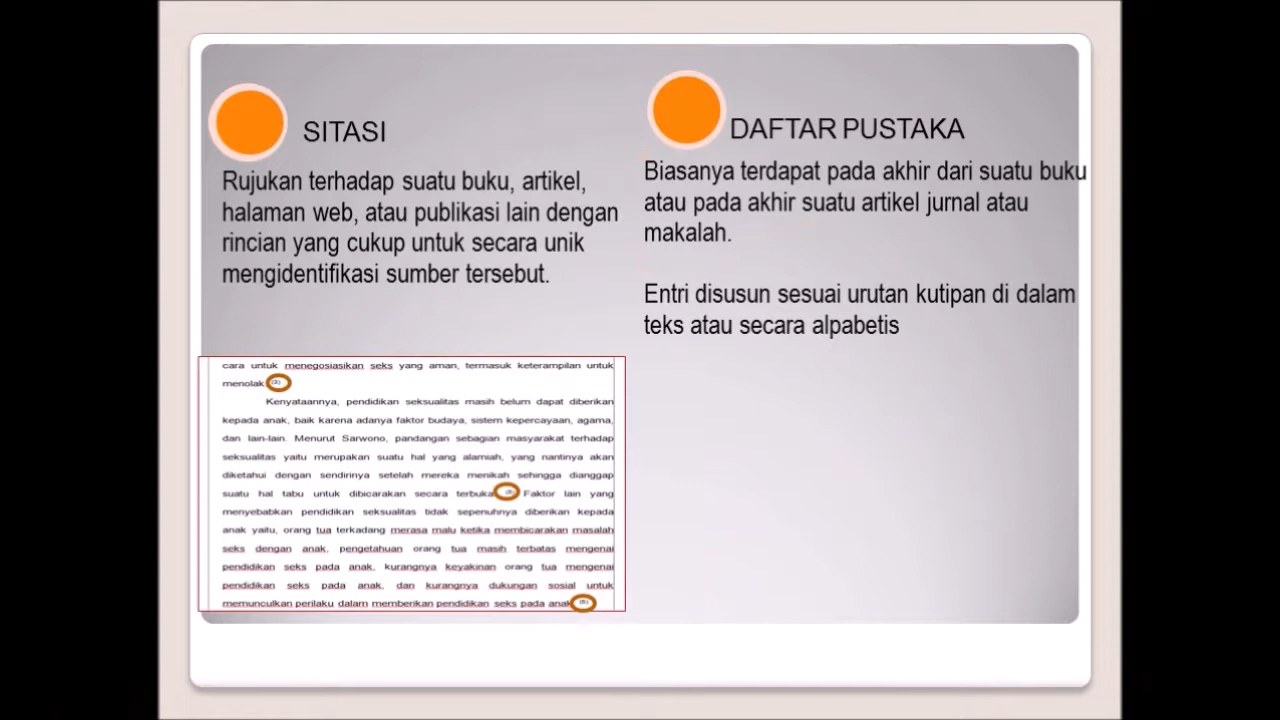 SITASI
Rujukan terhadap suatu buku, artikel,
halaman web, atau publikasi lain dengan
rincian yang cukup untuk secara unik
mengidentifikasi sumber tersebut.
DAFTAR PUSTAKA
Biasanya terdapat pada akhir dari suatu buku
atau pada akhir suatu artikel jurnal atau
makalah.
Entri disusun sesuai urutan kutipan di dalam
teks atau secara alpabetis
cara untuk menegosiasikan seks yang aman, termasuk keterampilan untuk
menolak
Kenyataannya, pendidikan seksualitas masih belum dapat diberikan
kepada anak, baik karena adanya faktor budaya, sistem kepercayaan, agama,
dan lain-lain. Menurut Sarwono, pandangan sebagian masyarakat terhadap
seksualitas yaitu merupakan suatu hal yang alamiah, yang nantinya akan
diketahui dengan sendirinya setelah mereka menikah sehingga dianggap
suatu hal tabu untuk dibicarakan secara terbuka Faktor lain yang
menyebabkan pendidikan seksualitas tidak sepenuhnya diberikan kepada
anak yaitu, orang tua terkadang merasa malu ketika membicarakan masalah
seks dengan anak, pengetahuan orang tua masih terbatas mengenai
pendidikan seks pada anak, kurangnya keyakinan orang tua mengenai
pendidikan seks pada anak, dan kurangnya dukungan sosial untuk
memunculkan perilaku dalam memberikan pendidikan seks pada anak